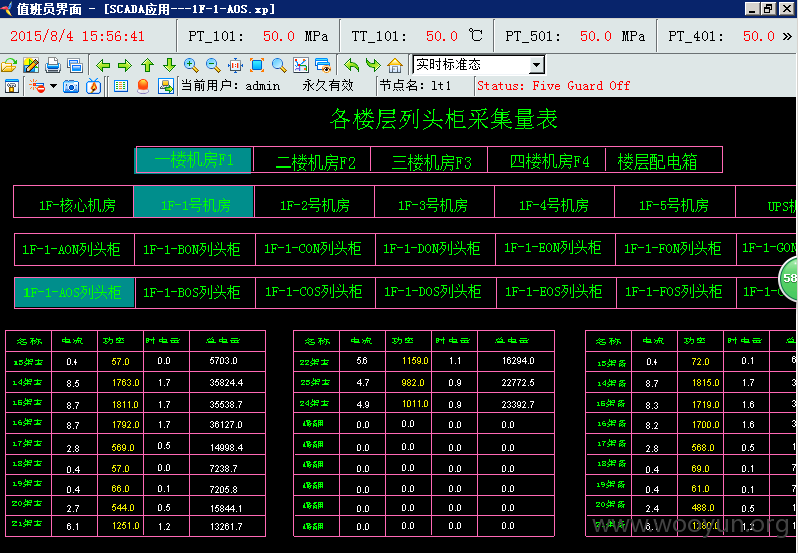 值班员界面 - [SCADA应用---1F-1-AOS.xp]
2015/8/4 15:56:41 PT_101: 50.0 MPa TT_101: 50.0 ℃ PT_501: 50.0 MPa PT_401: 50.0 »
实时标准态
当前用户: admin 永久有效 节点名: lt1 Status: Five Guard Off
各楼层列头柜采集量表
一楼机房F1 二楼机房F2 三楼机房F3 四楼机房F4 楼层配电箱
1F-核心机房 1F-1号机房 1F-2号机房 1F-3号机房 1F-4号机房 1F-5号机房 UPS机
1F-1-AON列头柜 1F-1-BON列头柜 1F-1-CON列头柜 1F-1-DON列头柜 1F-1-EON列头柜 1F-1-FON列头柜 1F-1-GON
58
1F-1-AOS列头柜 1F-1-BOS列头柜 1F-1-COS列头柜 1F-1-DOS列头柜 1F-1-EOS列头柜 1F-1-FOS列头柜 1F-1-
名称 电流 功率 时电量 总电量 名称 电流 功率 时电量 总电量 名称 电流 功率 时电量 总
13架主 0.4 57.0 0.0 5703.0 22架主 5.6 1159.0 1.1 16294.0 13架备 0.4 72.0 0.1
14架主 8.5 1763.0 1.7 35824.4 23架主 4.7 982.0 0.9 22772.5 14架备 8.7 1815.0 1.7
15架主 8.7 1811.0 1.7 35538.7 24架主 4.9 1011.0 0.9 23392.7 15架备 8.3 1719.0 1.6
16架主 8.7 1792.0 1.7 36127.0 备用 0.0 0.0 0.0 0.0 16架备 8.2 1700.0 1.6
17架主 2.8 569.0 0.5 14998.4 备用 0.0 0.0 0.0 0.0 17架备 2.8 568.0 0.5
18架主 0.4 57.0 0.0 7238.7 备用 0.0 0.0 0.0 0.0 18架备 0.4 69.0 0.1
19架主 0.4 66.0 0.1 7205.8 备用 0.0 0.0 0.0 0.0 19架备 0.4 61.0 0.1
20架主 2.7 544.0 0.5 15844.1 备用 0.0 0.0 0.0 0.0 20架备 2.4 488.0 0.5
21架主 6.1 1251.0 1.2 13261.7 备用 0.0 0.0 0.0 0.0 21架备
www.wooyun.org